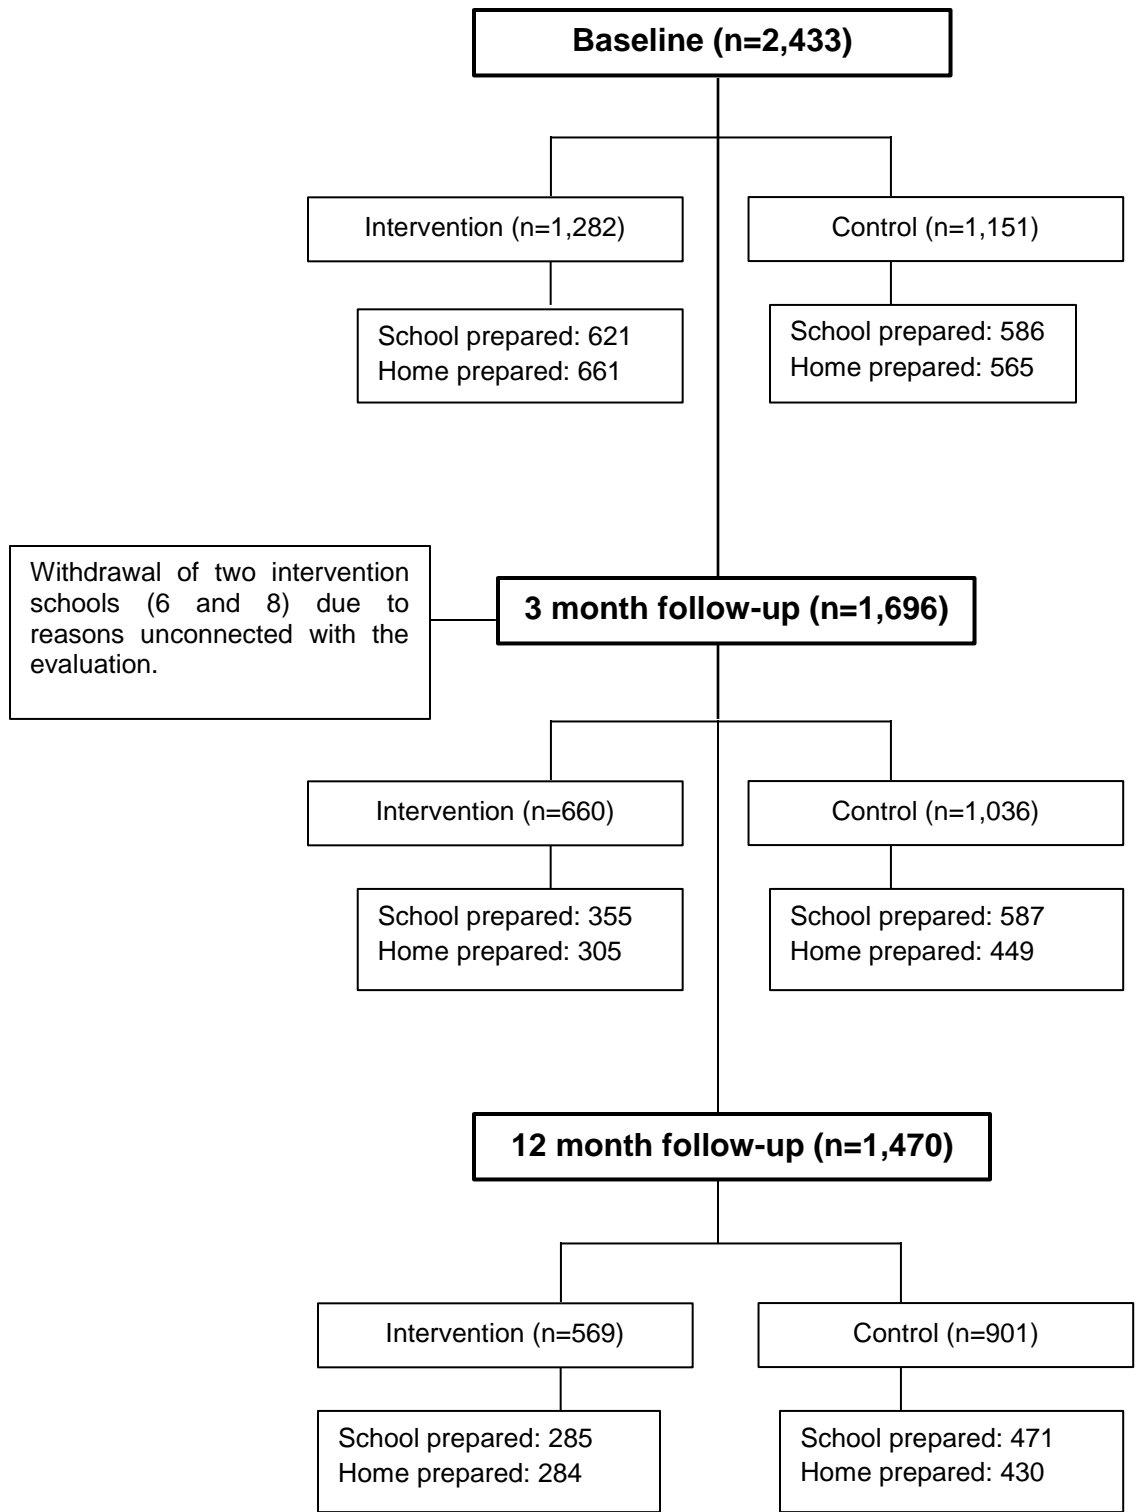 Baseline (n=2,433)
Intervention (n=1,282)
Control (n=1,151)
School prepared: 621
Home prepared: 661
School prepared: 586
Home prepared: 565
Withdrawal of two intervention
schools (6 and 8) due to
reasons unconnected with the
evaluation.
3 month follow-up (n=1,696)
Intervention (n=660)
Control (n=1,036)
School prepared: 355
Home prepared: 305
School prepared: 587
Home prepared: 449
12 month follow-up (n=1,470)
Intervention (n=569)
Control (n=901)
School prepared: 285
Home prepared: 284
School prepared: 471
Home prepared: 430